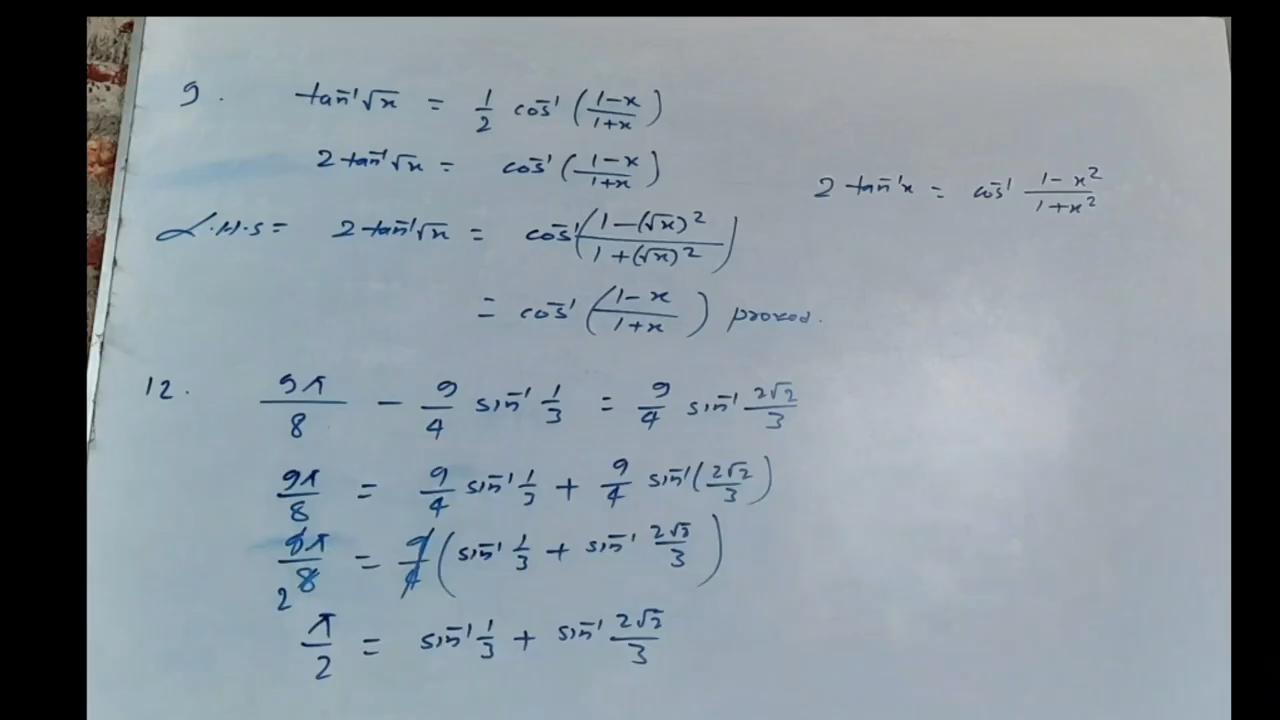 9. tan⁻¹√x = 1/2 cos⁻¹ (1-x / 1+x)
2 tan⁻¹√x = cos⁻¹ (1-x / 1+x)
2 tan⁻¹x = cos⁻¹ 1-x² / 1+x²
L.H.S = 2 tan⁻¹√x = cos⁻¹ (1-(√x)² / 1+(√x)²)
= cos⁻¹ (1-x / 1+x) proved.
12. 9π/8 - 9/4 sin⁻¹ 1/3 = 9/4 sin⁻¹ 2√2/3
9π/8 = 9/4 sin⁻¹ 1/3 + 9/4 sin⁻¹ (2√2/3)
9π/8 = 9/4 (sin⁻¹ 1/3 + sin⁻¹ 2√2/3)
2
π/2 = sin⁻¹ 1/3 + sin⁻¹ 2√2/3